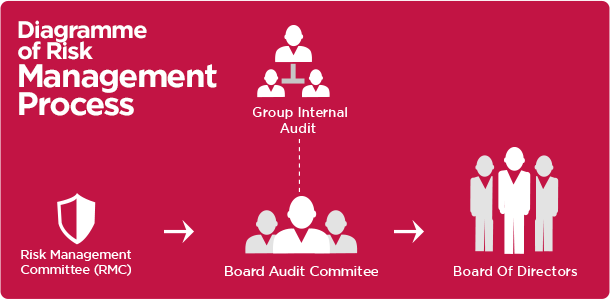 Diagramme
of Risk
Management
Process
Group Internal
Audit
Risk Management
Committee (RMC)
Board Audit Commitee
Board Of Directors